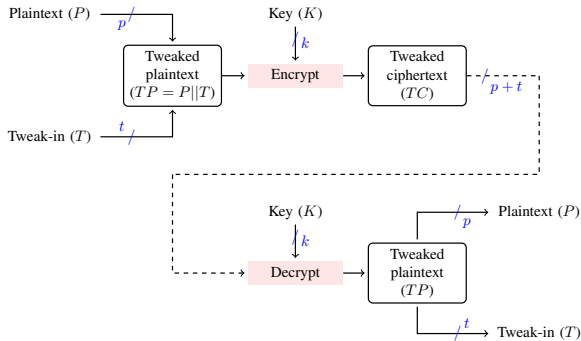 Plaintext (P)
p
Tweaked
plaintext
(TP = P||T)
Tweak-in (T)
t
Key (K)
k
Encrypt
Tweaked
ciphertext
(TC)
p + t
Key (K)
k
Decrypt
Tweaked
plaintext
(TP)
p
Plaintext (P)
t
Tweak-in (T)